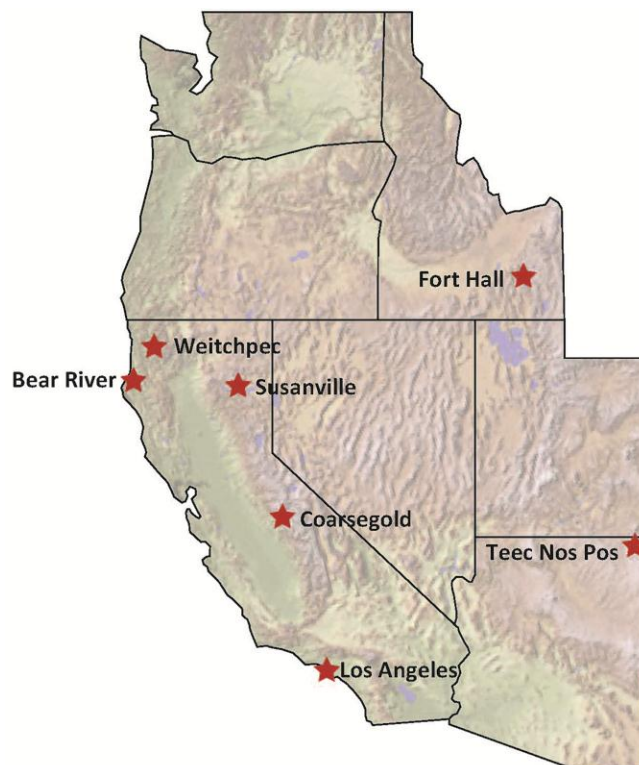 Fort Hall
Weitchpec
Bear River
Susanville
Coarsegold
Teec Nos Pos
Los Angeles